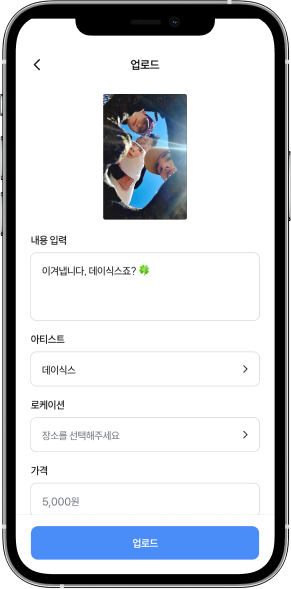 업로드
내용 입력
이겨냅니다, 데이식스죠? 🍀
아티스트
데이식스
로케이션
장소를 선택해주세요
가격
5,000원
업로드